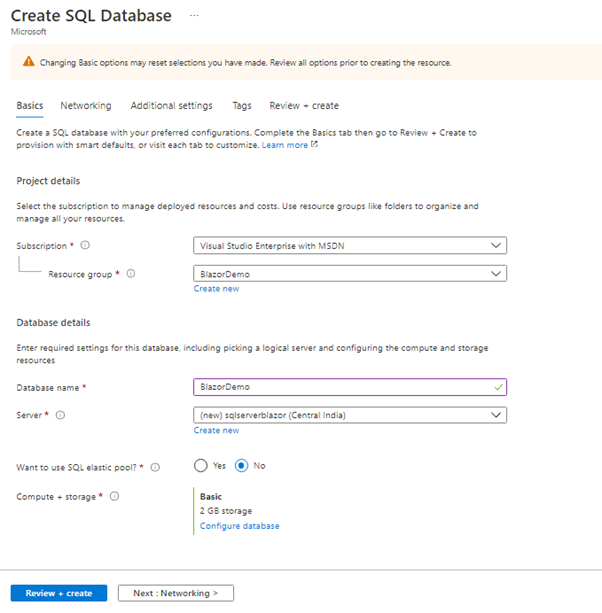 Create SQL Database ...
Microsoft
Changing Basic options may reset selections you have made. Review all options prior to creating the resource.
Basics Networking Additional settings Tags Review + create
Create a SQL database with your preferred configurations. Complete the Basics tab then go to Review + Create to
provision with smart defaults, or visit each tab to customize. Learn more
Project details
Select the subscription to manage deployed resources and costs. Use resource groups like folders to organize and
manage all your resources.
Subscription * Visual Studio Enterprise with MSDN
Resource group * BlazorDemo
Create new
Database details
Enter required settings for this database, including picking a logical server and configuring the compute and storage
resources
Database name * BlazorDemo
Server * (new) sqlserverblazor (Central India)
Create new
Want to use SQL elastic pool? * Yes No
Compute + storage * Basic
2 GB storage
Configure database
Review + create Next : Networking >